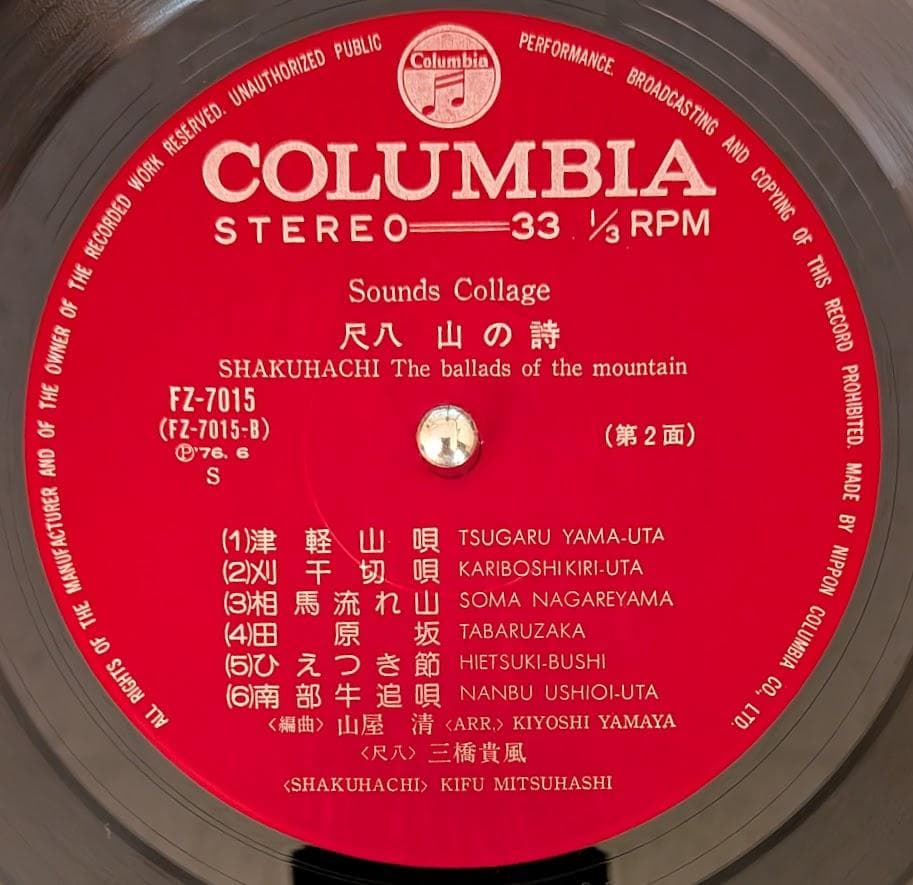 ALL RIGHTS OF THE MANUFACTURER AND OF THE OWNER OF THE RECORDED WORK RESERVED. UNAUTHORIZED PUBLIC PERFORMANCE. BROADCASTING AND COPYING OF THIS RECORD PROHIBITED. MADE BY NIPPON COLUMBIA CO., LTD.
Columbia
COLUMBIA
STEREO 33 1/3 RPM
Sounds Collage
尺八 山の詩
SHAKUHACHI The ballads of the mountain
FZ-7015
(FZ-7015-B) (第2面)
Ⓟ'76. 6
S
(1)津軽山唄 TSUGARU YAMA-UTA
(2)刈干切唄 KARIBOSHIKIRI-UTA
(3)相馬流れ山 SOMA NAGAREYAMA
(4)田原坂 TABARUZAKA
(5)ひえつき節 HIETSUKI-BUSHI
(6)南部牛追唄 NANBU USHIOI-UTA
〈編曲〉山屋 清 〈ARR.〉 KIYOSHI YAMAYA
〈尺八〉三橋貴風
〈SHAKUHACHI〉 KIFU MITSUHASHI